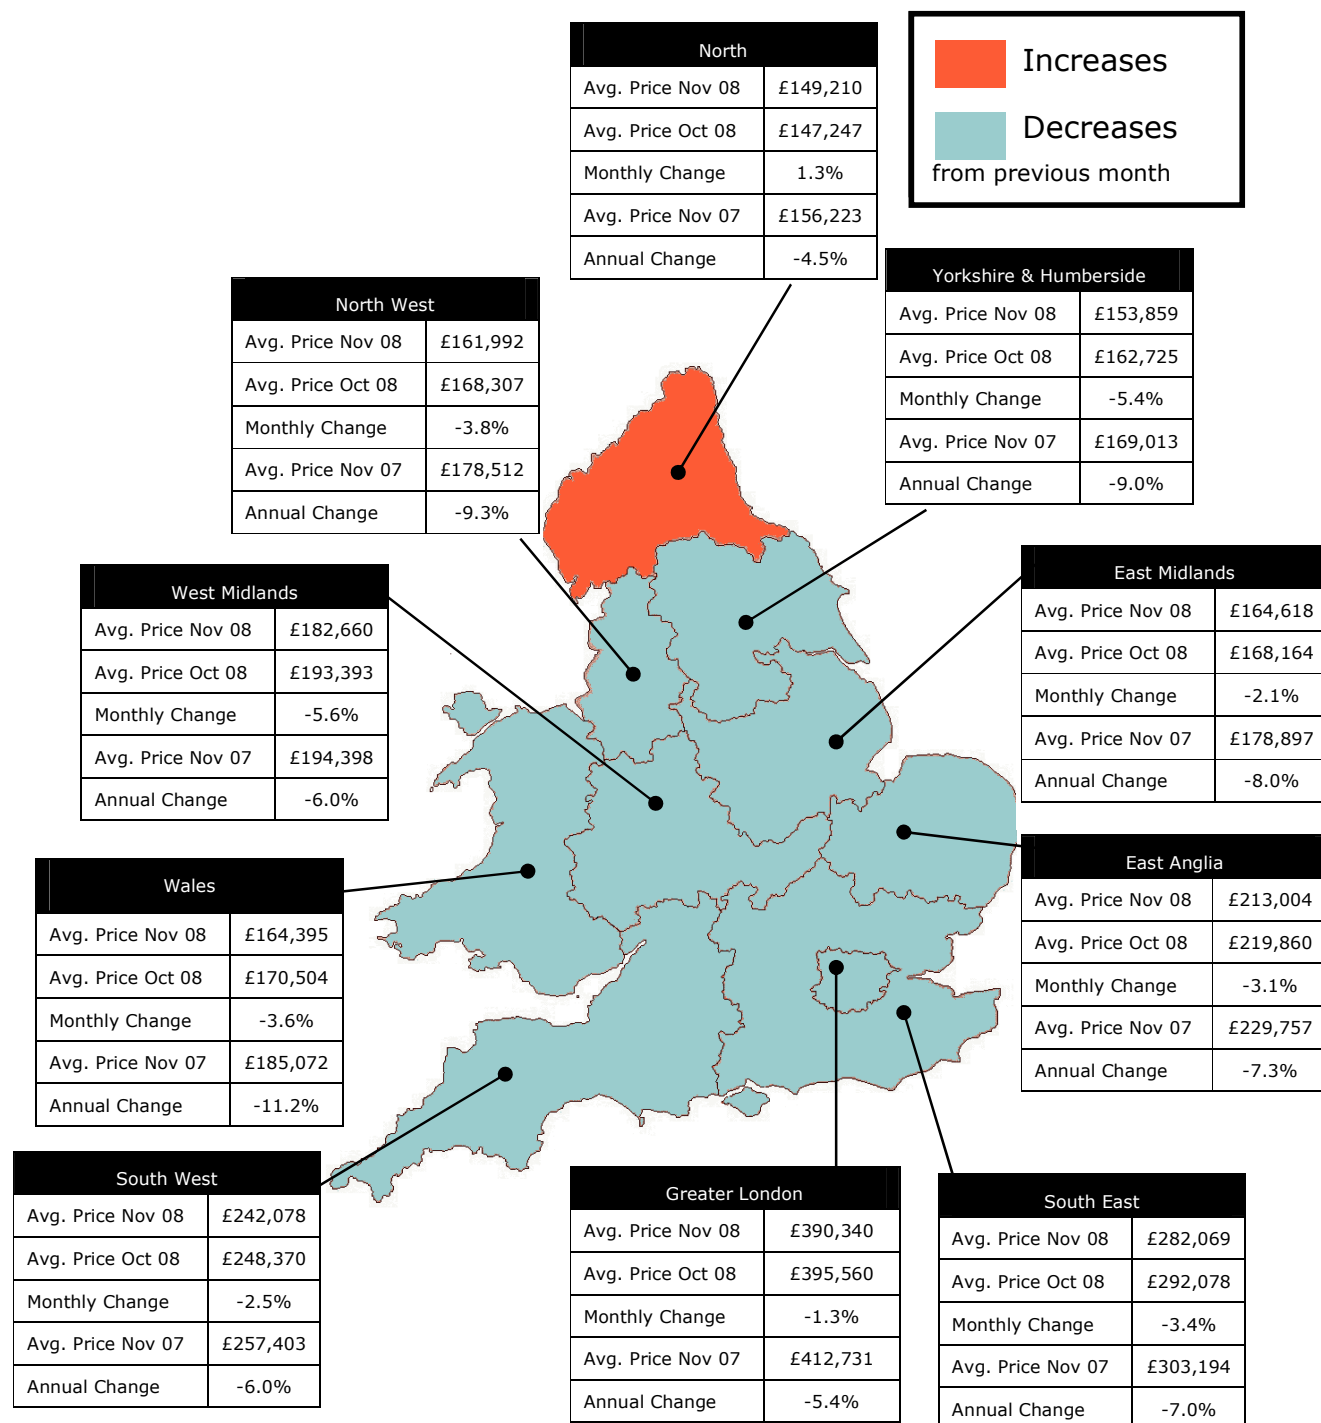 North
Avg. Price Nov 08 £149,210
Avg. Price Oct 08 £147,247
Monthly Change 1.3%
Avg. Price Nov 07 £156,223
Annual Change -4.5%
Increases
Decreases
from previous month
Yorkshire & Humberside
Avg. Price Nov 08 £153,859
Avg. Price Oct 08 £162,725
Monthly Change -5.4%
Avg. Price Nov 07 £169,013
Annual Change -9.0%
North West
Avg. Price Nov 08 £161,992
Avg. Price Oct 08 £168,307
Monthly Change -3.8%
Avg. Price Nov 07 £178,512
Annual Change -9.3%
West Midlands
Avg. Price Nov 08 £182,660
Avg. Price Oct 08 £193,393
Monthly Change -5.6%
Avg. Price Nov 07 £194,398
Annual Change -6.0%
East Midlands
Avg. Price Nov 08 £164,618
Avg. Price Oct 08 £168,164
Monthly Change -2.1%
Avg. Price Nov 07 £178,897
Annual Change -8.0%
Wales
Avg. Price Nov 08 £164,395
Avg. Price Oct 08 £170,504
Monthly Change -3.6%
Avg. Price Nov 07 £185,072
Annual Change -11.2%
East Anglia
Avg. Price Nov 08 £213,004
Avg. Price Oct 08 £219,860
Monthly Change -3.1%
Avg. Price Nov 07 £229,757
Annual Change -7.3%
South West
Avg. Price Nov 08 £242,078
Avg. Price Oct 08 £248,370
Monthly Change -2.5%
Avg. Price Nov 07 £257,403
Annual Change -6.0%
Greater London
Avg. Price Nov 08 £390,340
Avg. Price Oct 08 £395,560
Monthly Change -1.3%
Avg. Price Nov 07 £412,731
Annual Change -5.4%
South East
Avg. Price Nov 08 £282,069
Avg. Price Oct 08 £292,078
Monthly Change -3.4%
Avg. Price Nov 07 £303,194
Annual Change -7.0%